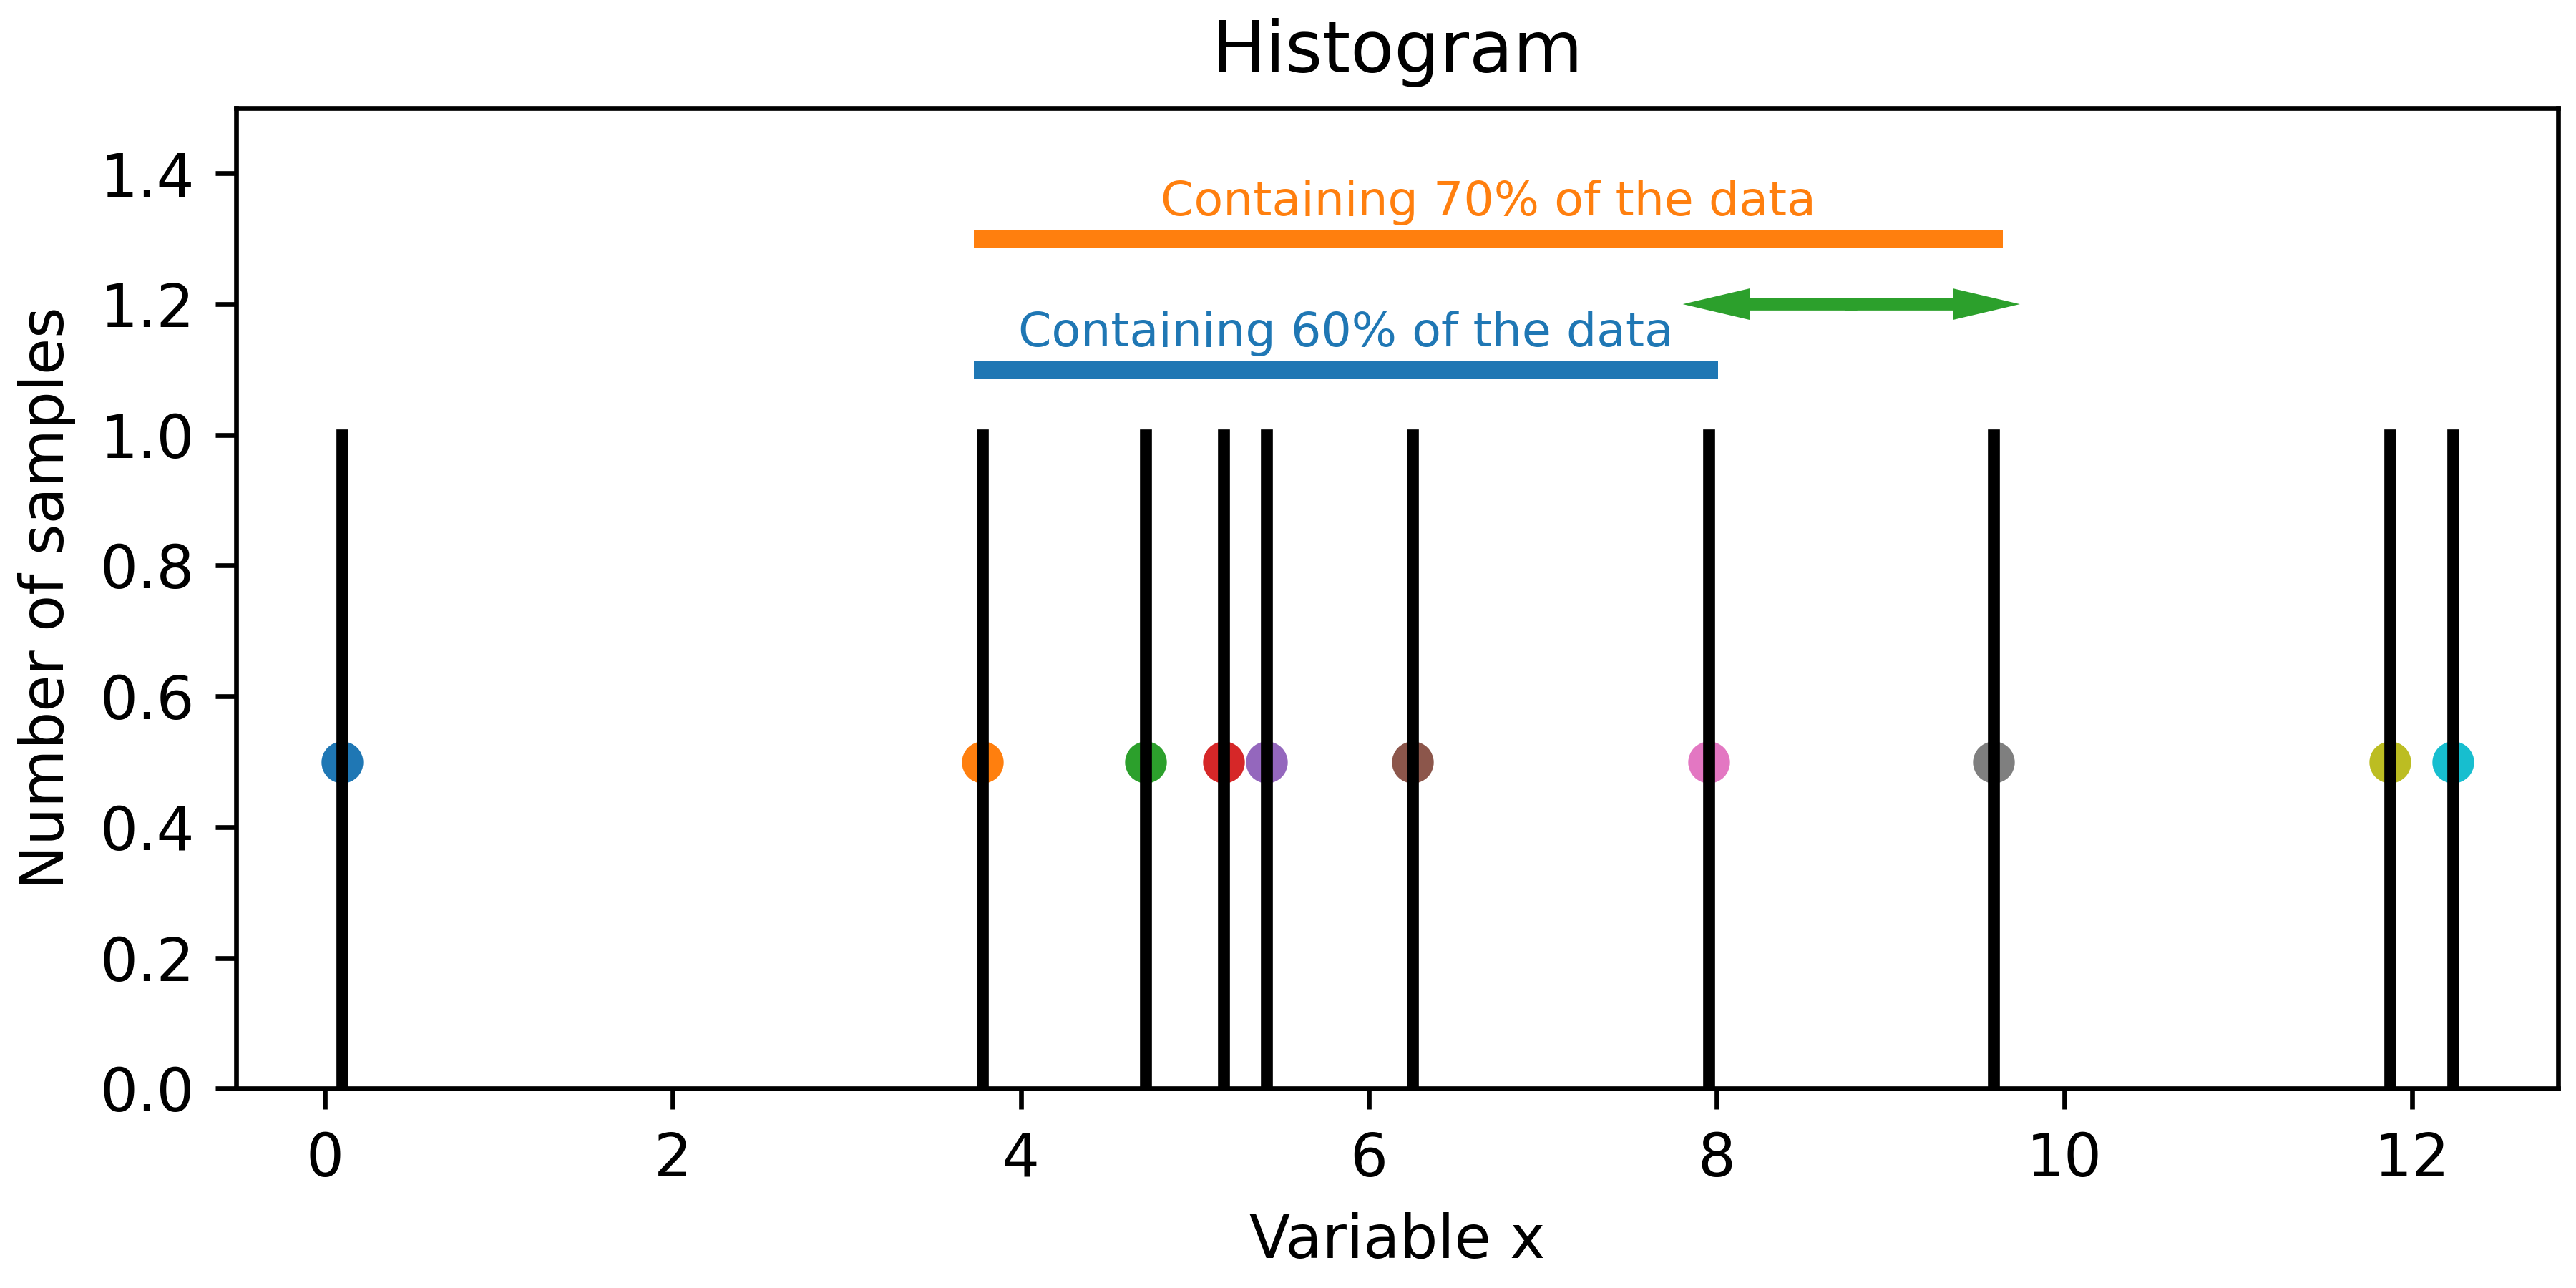 Histogram
Number of samples
1.4
1.2
1.0
0.8
0.6
0.4
0.2
0.0
Containing 70% of the data
Containing 60% of the data
0 2 4 6 8 10 12
Variable x